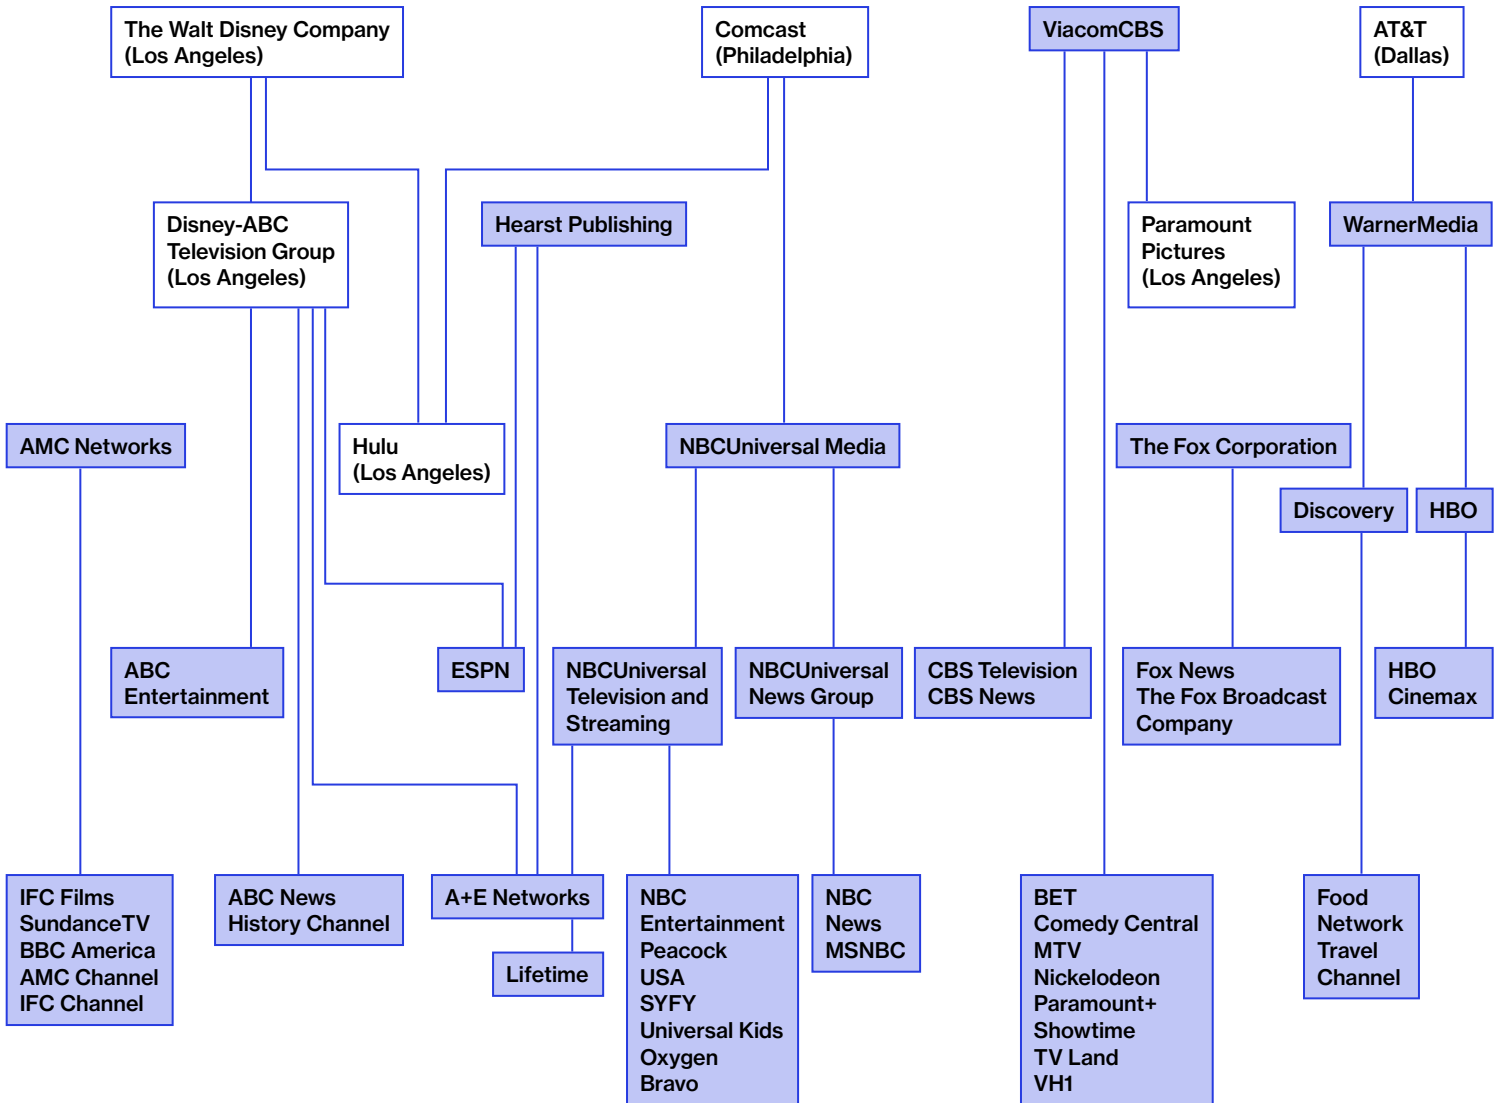 The Walt Disney Company
(Los Angeles)
Comcast
(Philadelphia)
ViacomCBS
AT&T
(Dallas)
Disney-ABC
Television Group
(Los Angeles)
Hearst Publishing
Paramount
Pictures
(Los Angeles)
WarnerMedia
AMC Networks
Hulu
(Los Angeles)
NBCUniversal Media
The Fox Corporation
Discovery
HBO
ABC
Entertainment
ESPN
NBCUniversal
Television and
Streaming
NBCUniversal
News Group
CBS Television
CBS News
Fox News
The Fox Broadcast
Company
HBO
Cinemax
IFC Films
SundanceTV
BBC America
AMC Channel
IFC Channel
ABC News
History Channel
A+E Networks
Lifetime
NBC
Entertainment
Peacock
USA
SYFY
Universal Kids
Oxygen
Bravo
NBC
News
MSNBC
BET
Comedy Central
MTV
Nickelodeon
Paramount+
Showtime
TV Land
VH1
Food
Network
Travel
Channel